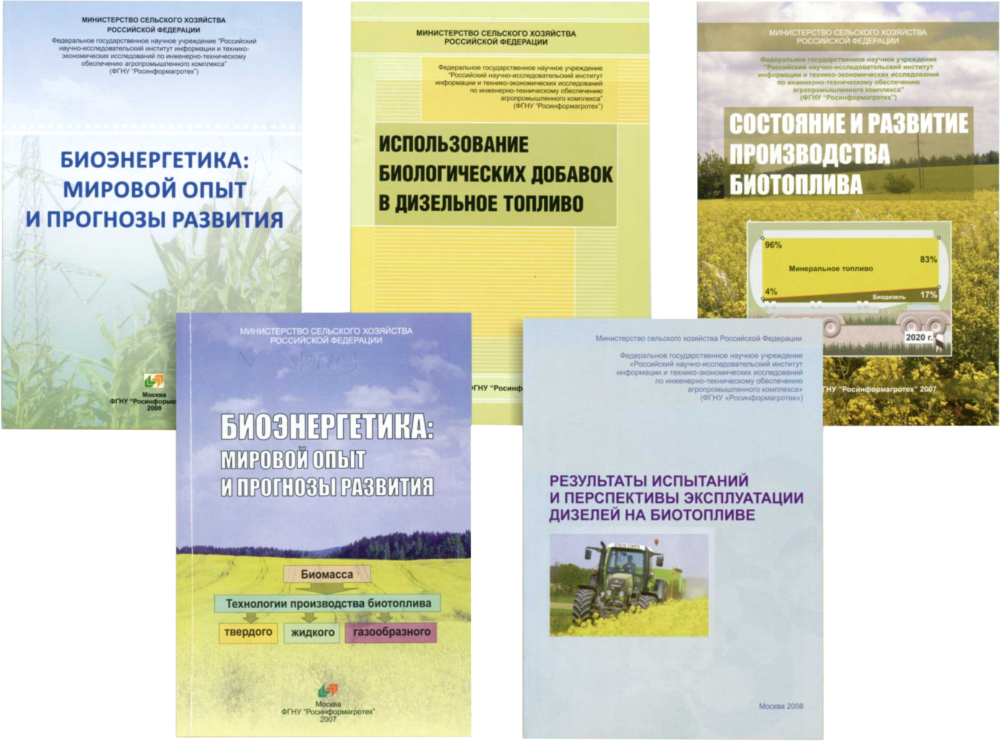 МИНИСТЕРСТВО СЕЛЬСКОГО ХОЗЯЙСТВА
РОССИЙСКОЙ ФЕДЕРАЦИИ
Федеральное государственное научное учреждение "Российский
научно-исследовательский институт информации и технико-
экономических исследований по инженерно-техническому
обеспечению агропромышленного комплекса"
(ФГНУ "Росинформагротех")
БИОЭНЕРГЕТИКА:
МИРОВОЙ ОПЫТ
И ПРОГНОЗЫ РАЗВИТИЯ
Москва
ФГНУ "Росинформаг
2008
МИНИСТЕРСТВО СЕЛЬСКОГО ХОЗЯЙСТВА
РОССИЙСКОЙ ФЕДЕРАЦИИ
Федеральное государственное научное учреждение
"Российский научно-исследовательский институт
информации и технико-экономических исследований
по инженерно-техническому обеспечению
агропромышленного комплекса"
(ФГНУ "Росинформагротех")
ИСПОЛЬЗОВАНИЕ
БИОЛОГИЧЕСКИХ ДОБАВОК
В ДИЗЕЛЬНОЕ ТОПЛИВО
ФГНУ "Росинф
МИНИСТЕРСТВО СЕЛЬСКОГО ХОЗЯЙСТВА
РОССИЙСКОЙ ФЕДЕРАЦИИ
Федеральное государственное научное учреждение
"Российский научно-исследовательский институт
информации и технико-экономических исследований
по инженерно-техническому обеспечению
агропромышленного комплекса"
(ФГНУ "Росинформагротех")
СОСТОЯНИЕ И РАЗВИТИЕ
ПРОИЗВОДСТВА
БИОТОПЛИВА
96%
83%
Минеральное топливо
4%
Биодизель
17%
2020 г.
ГНУ "Росинформагротех" 2007
МИНИСТЕРСТВО СЕЛЬСКОГО ХОЗЯЙСТВА
РОССИЙСКОЙ ФЕДЕРАЦИИ
БИОЭНЕРГЕТИКА:
МИРОВОЙ ОПЫТ
И ПРОГНОЗЫ РАЗВИТИЯ
Биомасса
Технологии производства биотоплива
твердого
жидкого
газообразного
Москва
ФГНУ "Росинформагротех"
2007
Министерство сельского хозяйства Российской Федерации
Федеральное государственное научное учреждение
«Российский научно-исследовательский институт
информации и технико-экономических исследований
по инженерно-техническому обеспечению
агропромышленного комплекса»
(ФГНУ «Росинформагротех»)
РЕЗУЛЬТАТЫ ИСПЫТАНИЙ
И ПЕРСПЕКТИВЫ ЭКСПЛУАТАЦИИ
ДИЗЕЛЕЙ НА БИОТОПЛИВЕ
Москва 2008